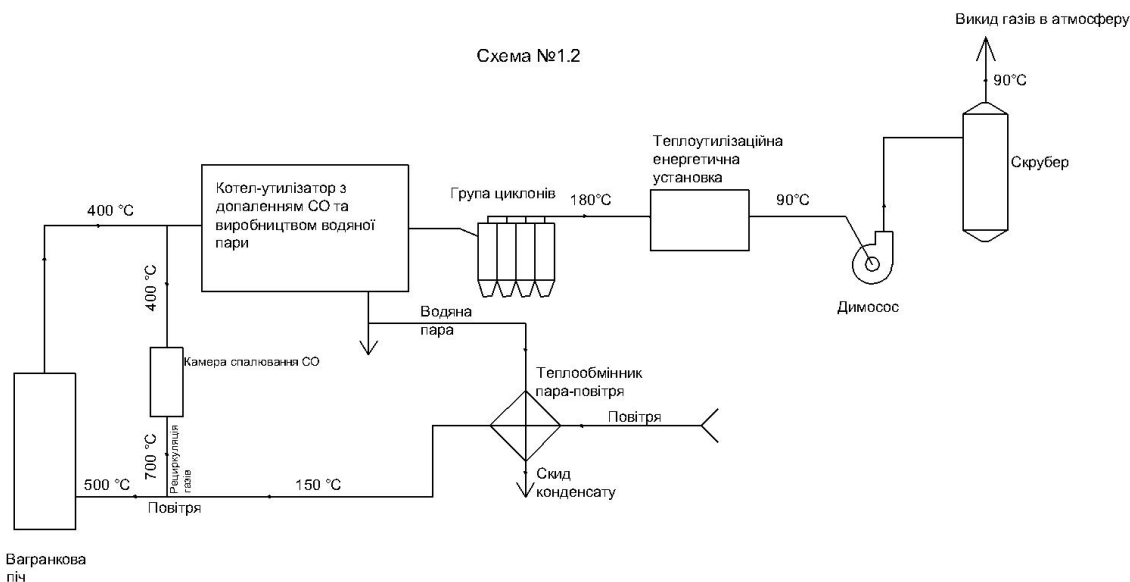 Викид газів в атмосферу
Схема №1.2
90°C
Скрубер
Теплоутилізаційна
енергетична
установка
Котел-утилізатор з
допаленням СО та
виробництвом водяної
пари
Група циклонів
180°C
90°C
400 °C
400 °C
Димосос
Водяна
пара
Камера спалювання СО
Теплообмінник
пара-повітря
Повітря
700 °C
Рециркуляція
газів
500 °C
150 °C
Повітря
Скид
конденсату
Вагранкова
піч